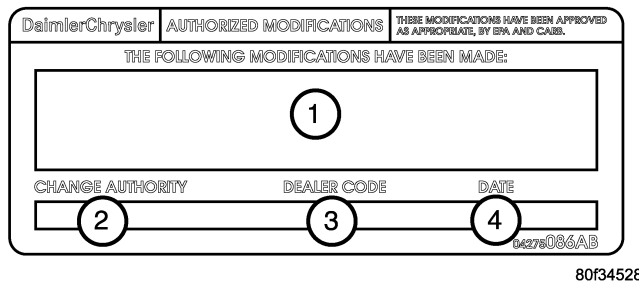 DaimlerChrysler AUTHORIZED MODIFICATIONS THESE MODIFICATIONS HAVE BEEN APPROVED
AS APPROPRIATE, BY EPA AND CARB.
THE FOLLOWING MODIFICATIONS HAVE BEEN MADE:
1
CHANGE AUTHORITY DEALER CODE DATE
2 3 4
04275086AB
80f34528